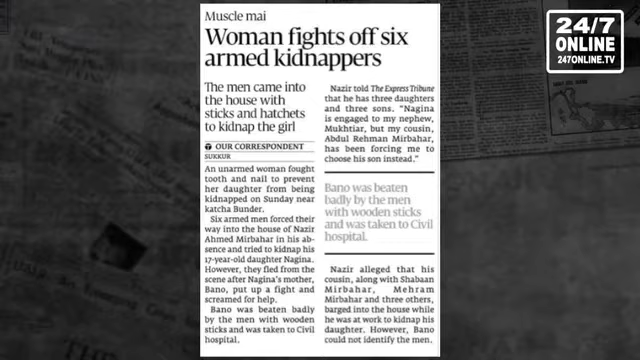 Muscle mai
Woman fights off six
armed kidnappers
The men came into
the house with
sticks and hatchets
to kidnap the girl
OUR CORRESPONDENT
SUKKUR
An unarmed woman fought
tooth and nail to prevent
her daughter from being
kidnapped on Sunday near
katcha Bunder.
Six armed men forced their
way into the house of Nazir
Ahmed Mirbahar in his ab-
sence and tried to kidnap his
17-year-old daughter Nagina.
However, they fled from the
scene after Nagina's mother,
Bano, put up a fight and
screamed for help.
Bano was beaten badly by
the men with wooden
sticks and was taken to Civil
hospital.
Nazir told The Express Tribune
that he has three daughters
and three sons. "Nagina
is engaged to my nephew,
Mukhtiar, but my cousin,
Abdul Rehman Mirbahar,
has been forcing me to
choose his son instead."
Bano was beaten
badly by the men
with wooden sticks
and was taken to Civil
hospital.
Nazir alleged that his
cousin, along with Shabaan
Mirbahar, Mehram
Mirbahar and three others,
barged into the house while
he was at work to kidnap his
daughter. However, Bano
could not identify the men.
24/7
ONLINE
247ONLINE.TV